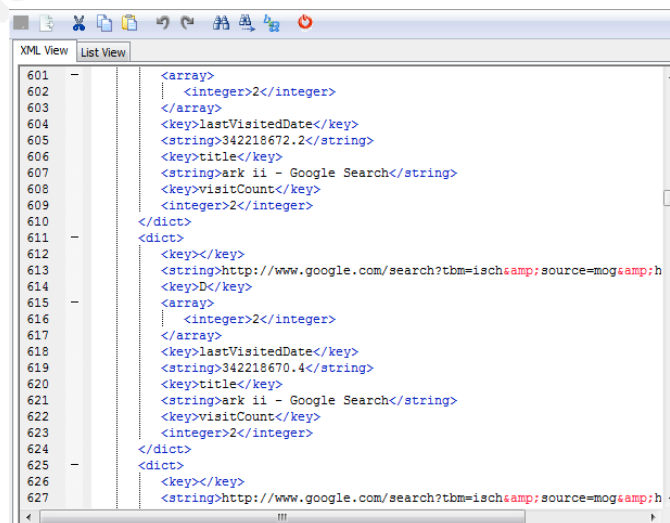 XML View List View
601 − <array>
602 <integer>2</integer>
603 </array>
604 <key>lastVisitedDate</key>
605 <string>342218672.2</string>
606 <key>title</key>
607 <string>ark ii - Google Search</string>
608 <key>visitCount</key>
609 <integer>2</integer>
610 </dict>
611 − <dict>
612 <key></key>
613 <string>http://www.google.com/search?tbm=isch&amp;source=mog&amp;h
614 <key>D</key>
615 − <array>
616 <integer>2</integer>
617 </array>
618 <key>lastVisitedDate</key>
619 <string>342218670.4</string>
620 <key>title</key>
621 <string>ark ii - Google Search</string>
622 <key>visitCount</key>
623 <integer>2</integer>
624 </dict>
625 − <dict>
626 <key></key>
627 <string>http://www.google.com/search?tbm=isch&amp;source=mog&amp;h